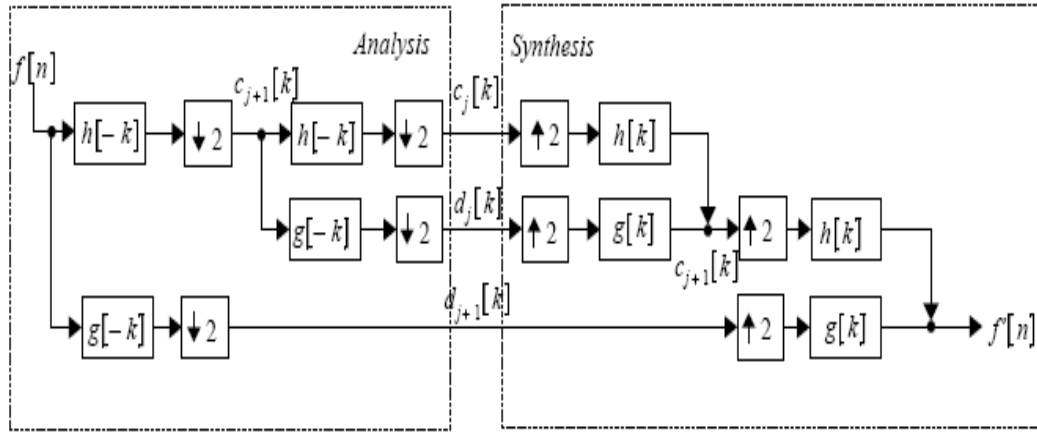 Analysis
Synthesis
f[n]
c_{j+1}[k]
c_j[k]
h[-k]
↓2
h[-k]
↓2
↑2
h[k]
d_j[k]
g[-k]
↓2
↑2
g[k]
↑2
h[k]
c_{j+1}[k]
d_{j+1}[k]
g[-k]
↓2
↑2
g[k]
f'[n]